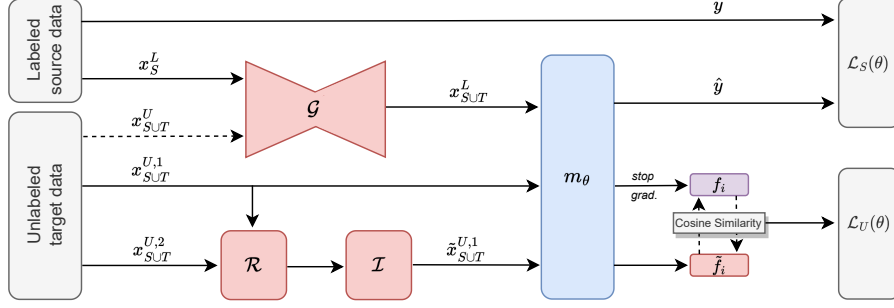 Labeled
source data
y
x_S^L
𝒢
x_{S∪T}^L
ŷ
ℒ_S(θ)
x_{S∪T}^U
Unlabeled
target data
x_{S∪T}^{U,1}
m_θ
stop
grad.
f_i
Cosine Similarity
ℒ_U(θ)
x_{S∪T}^{U,2}
ℛ
ℐ
x̃_{S∪T}^{U,1}
f̃_i